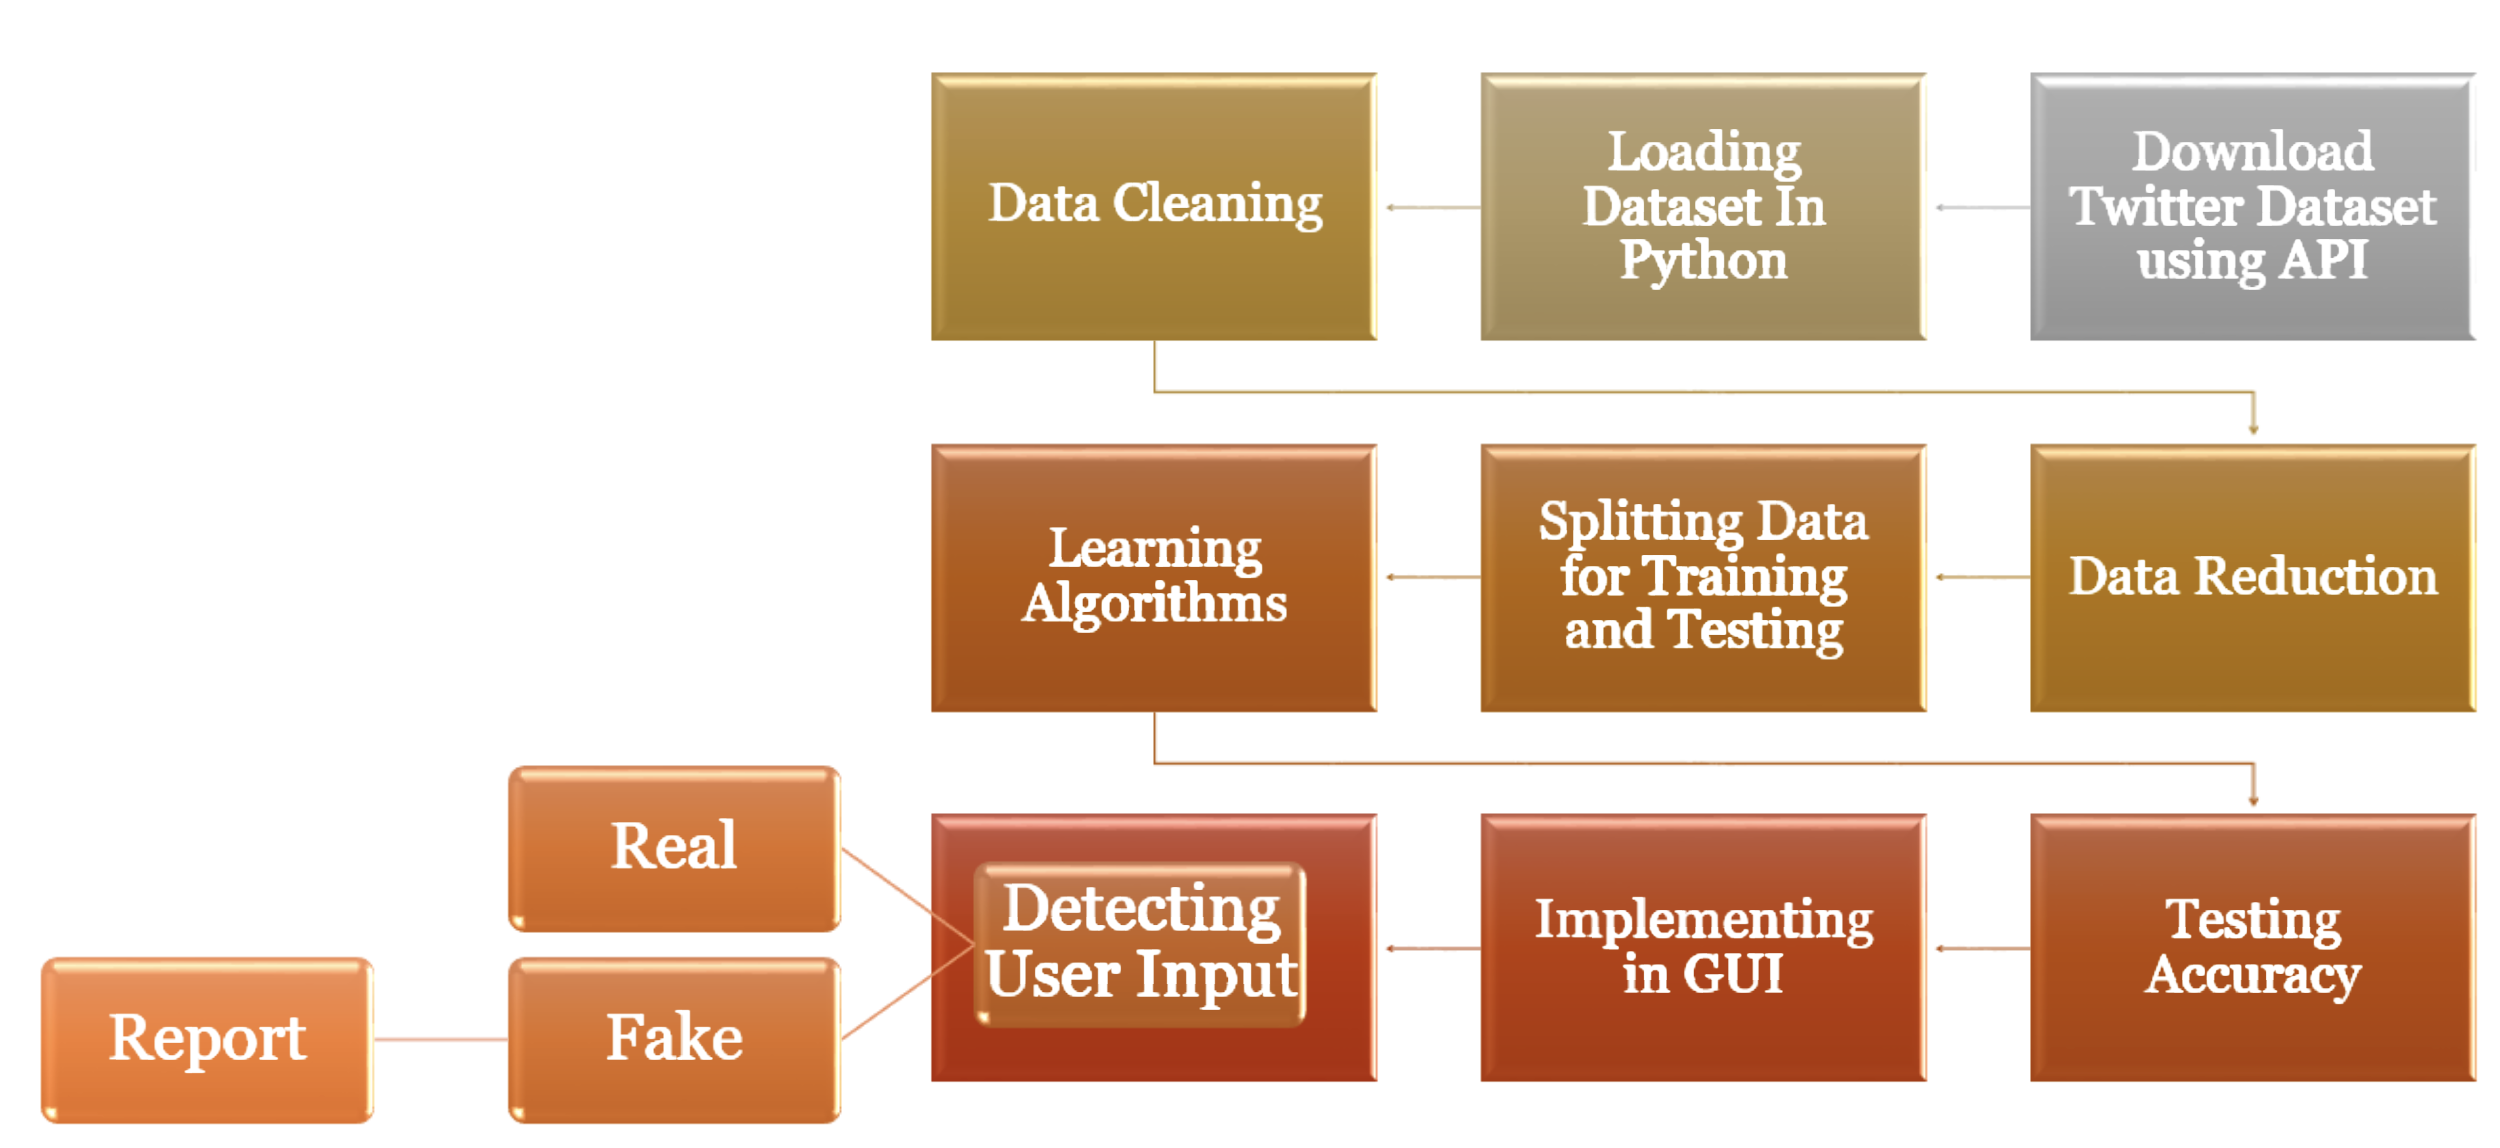 Download
Twitter Dataset
using API
Loading
Dataset In
Python
Data Cleaning
Data Reduction
Splitting Data
for Training
and Testing
Learning
Algorithms
Testing
Accuracy
Implementing
in GUI
Detecting
User Input
Real
Fake
Report